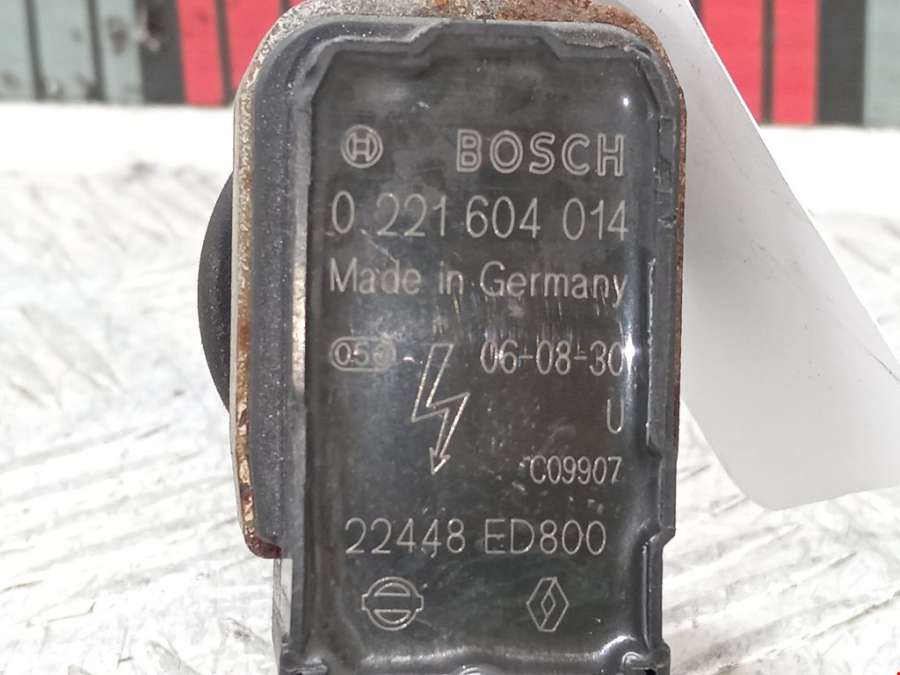 BOSCH
0 221 604 014
Made in Germany
06-08-30
U
C09907
22448 ED800